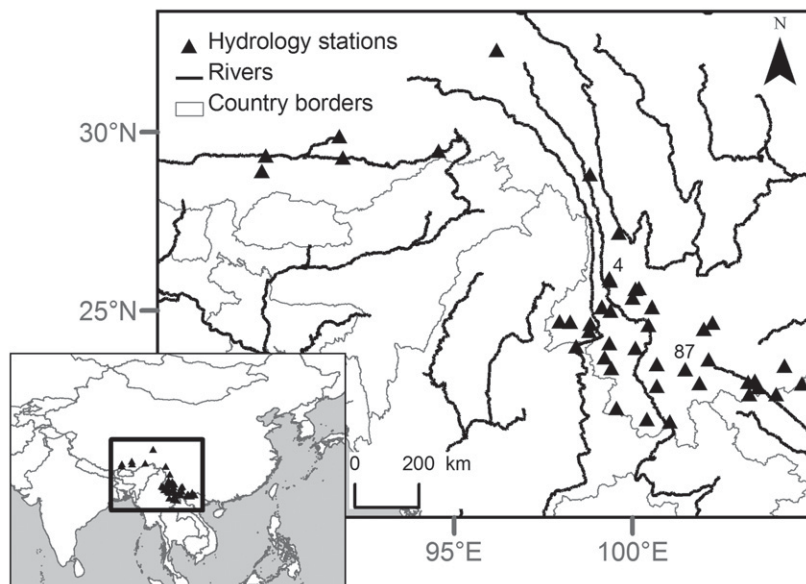 Hydrology stations
Rivers
Country borders
N
30°N
25°N
4
87
0 200 km
95°E 100°E